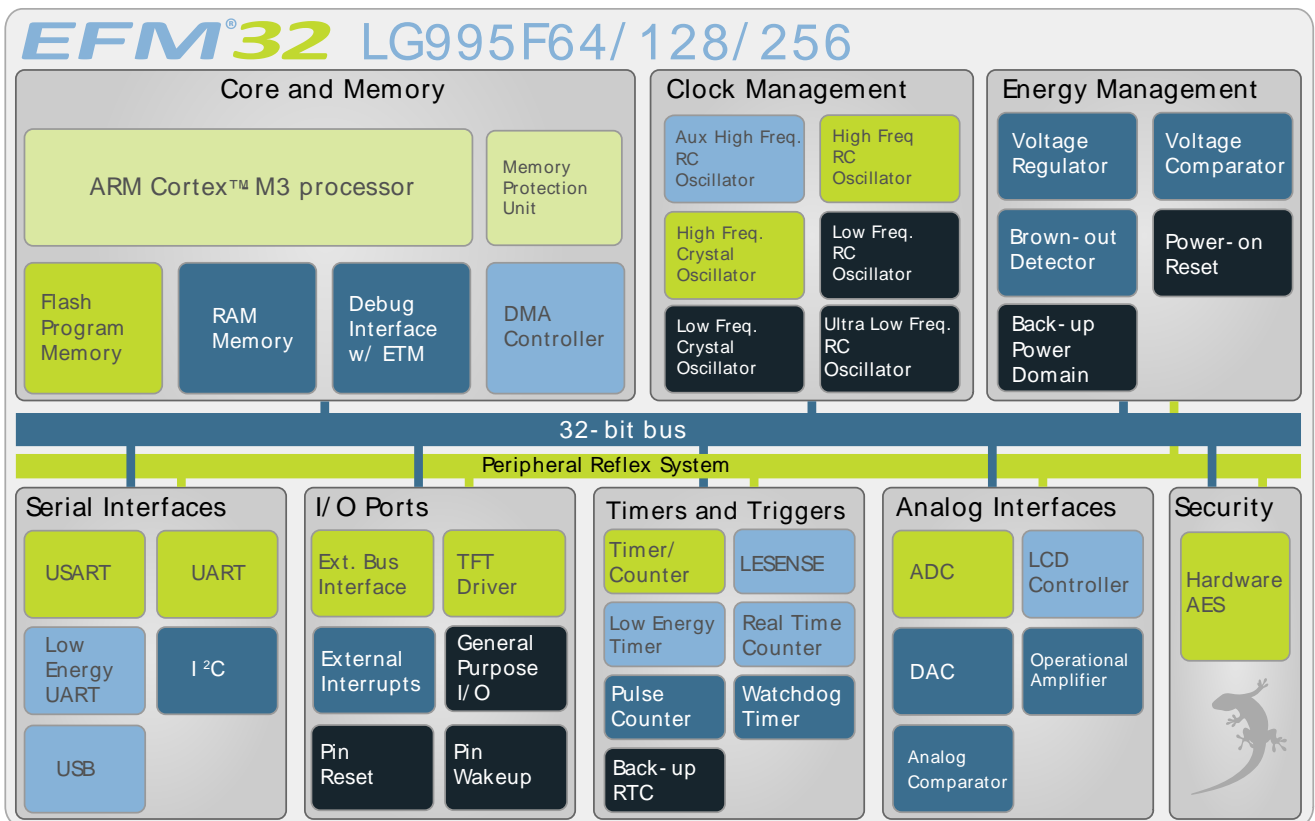 EFM®32 LG995F64/128/256
Core and Memory
ARM Cortex™ M3 processor
Memory
Protection
Unit
Flash
Program
Memory
RAM
Memory
Debug
Interface
w/ ETM
DMA
Controller
Clock Management
Aux High Freq.
RC
Oscillator
High Freq
RC
Oscillator
High Freq.
Crystal
Oscillator
Low Freq.
RC
Oscillator
Low Freq.
Crystal
Oscillator
Ultra Low Freq.
RC
Oscillator
Energy Management
Voltage
Regulator
Voltage
Comparator
Brown-out
Detector
Power-on
Reset
Back-up
Power
Domain
32-bit bus
Peripheral Reflex System
Serial Interfaces
USART
UART
Low
Energy
UART
I²C
USB
I/O Ports
Ext. Bus
Interface
TFT
Driver
External
Interrupts
General
Purpose
I/O
Pin
Reset
Pin
Wakeup
Timers and Triggers
Timer/
Counter
LESENSE
Low Energy
Timer
Real Time
Counter
Pulse
Counter
Watchdog
Timer
Back-up
RTC
Analog Interfaces
ADC
LCD
Controller
DAC
Operational
Amplifier
Analog
Comparator
Security
Hardware
AES